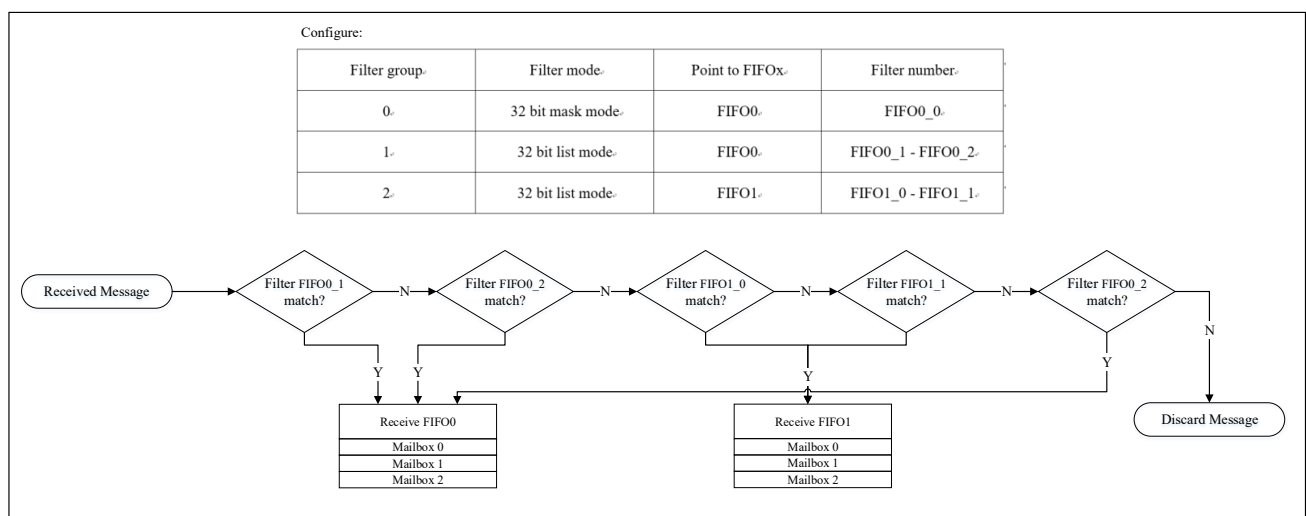 Configure:
Filter group Filter mode Point to FIFOx Filter number
0 32 bit mask mode FIFO0 FIFO0_0
1 32 bit list mode FIFO0 FIFO0_1 - FIFO0_2
2 32 bit list mode FIFO1 FIFO1_0 - FIFO1_1
Received Message
Filter FIFO0_1
match?
N
Filter FIFO0_2
match?
N
Filter FIFO1_0
match?
N
Filter FIFO1_1
match?
N
Filter FIFO0_2
match?
N
Y
Y
Y
Y
Receive FIFO0
Mailbox 0
Mailbox 1
Mailbox 2
Receive FIFO1
Mailbox 0
Mailbox 1
Mailbox 2
Discard Message